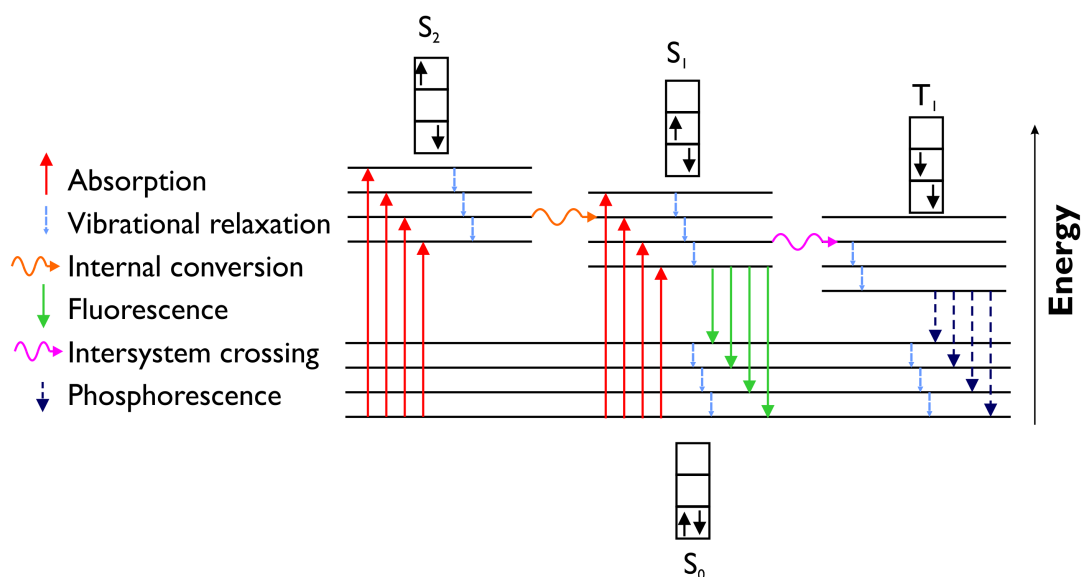 S2
S1
T1
Absorption
Vibrational relaxation
Internal conversion
Fluorescence
Intersystem crossing
Phosphorescence
Energy
S0